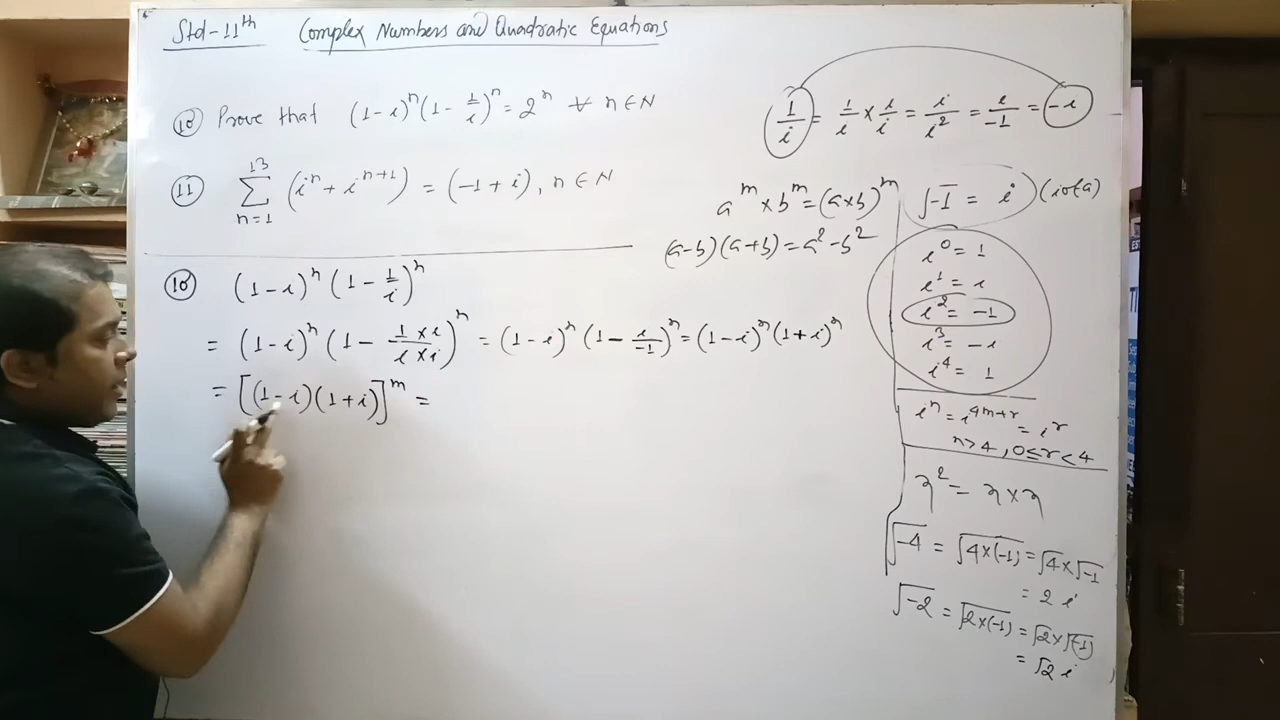 Std-11th Complex Numbers and Quadratic Equations
(10) Prove that (1-i)^n (1-1/i)^n = 2^n ∀ n ∈ N
(11) Σ_{n=1}^{13} (i^n + i^{n+1}) = (-1+i), n ∈ N
(10) (1-i)^n (1-1/i)^n
= (1-i)^n (1 - (1×i)/(i×i))^n = (1-i)^n (1 - i/-1)^n = (1-i)^n (1+i)^n
= [(1-i)(1+i)]^m =
1/i = 1/i × i/i = i/i^2 = i/-1 = -i
a^m × b^m = (a×b)^m
(a-b)(a+b) = a^2-b^2
√-1 = i (iota)
i^0 = 1
i^1 = i
i^2 = -1
i^3 = -i
i^4 = 1
i^n = i^{4m+r} = i^r
n>4, 0≤r<4
x^2 = x×x
√-4 = √4×(-1) = √4×√-1
= 2 i
√-2 = √2×(-1) = √2×√(-1)
= √2 i